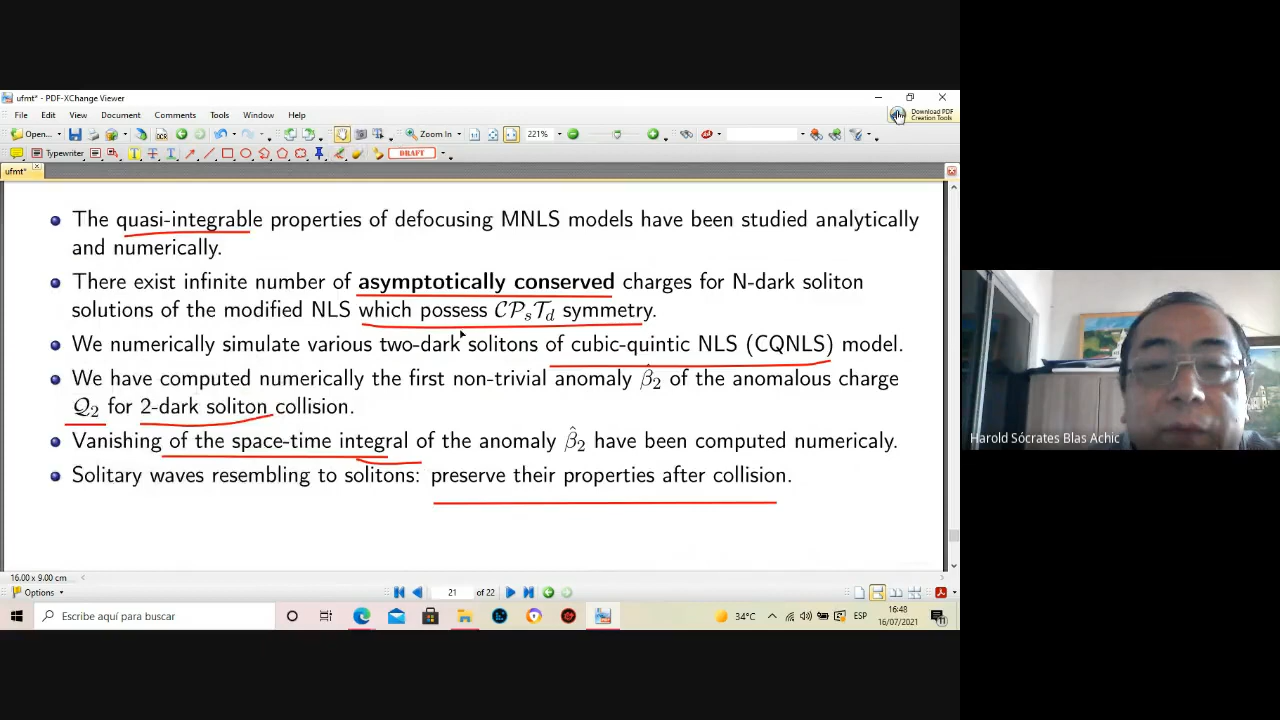 ufmt* - PDF-XChange Viewer
File Edit View Document Comments Tools Window Help
Download PDF
Creation Tools
Open... OCR Zoom In 221%
Typewriter DRAFT
ufmt*
The quasi-integrable properties of defocusing MNLS models have been studied analytically
and numerically.
There exist infinite number of asymptotically conserved charges for N-dark soliton
solutions of the modified NLS which possess 𝒞𝒫ₛ𝒯_d symmetry.
We numerically simulate various two-dark solitons of cubic-quintic NLS (CQNLS) model.
We have computed numerically the first non-trivial anomaly β̂₂ of the anomalous charge
𝒬₂ for 2-dark soliton collision.
Vanishing of the space-time integral of the anomaly β̂₂ have been computed numericaly.
Solitary waves resembling to solitons: preserve their properties after collision.
Harold Sócrates Blas Achic
16.00 x 9.00 cm
Options 21 of 22
Escribe aquí para buscar 34°C ESP 16:48
16/07/2021